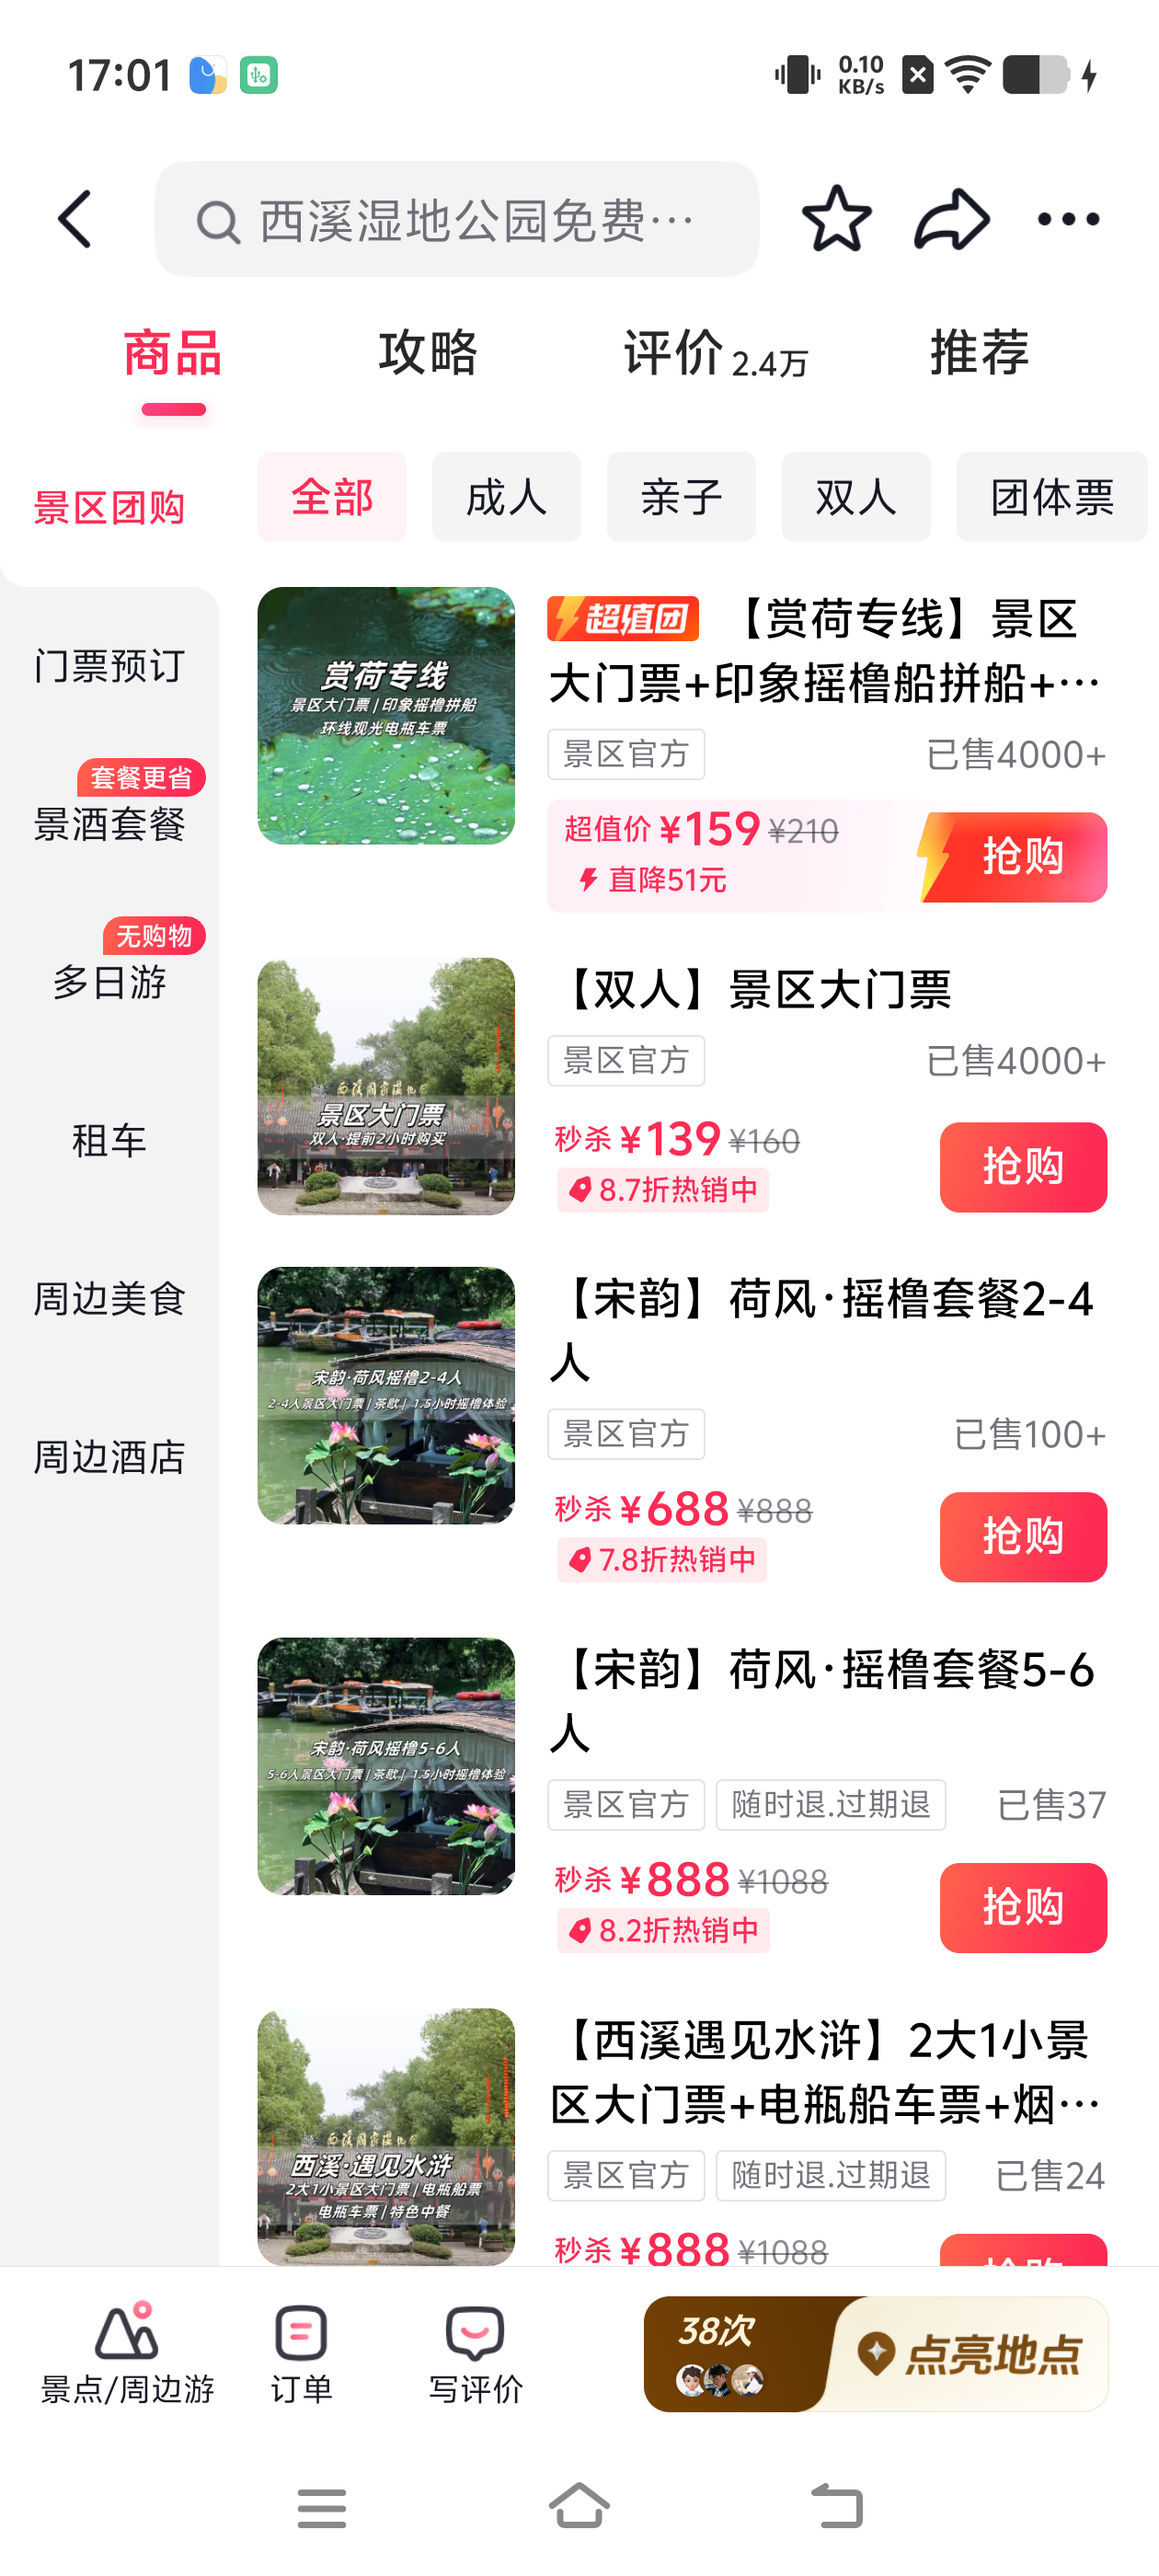 17:01
0.10
KB/s
西溪湿地公园免费…
商品
攻略
评价 2.4万
推荐
景区团购
门票预订
套餐更省
景酒套餐
无购物
多日游
租车
周边美食
周边酒店
全部
成人
亲子
双人
团体票
赏荷专线
景区大门票 | 印象摇橹拼船
环线观光电瓶车票
超值团 【赏荷专线】景区
大门票+印象摇橹船拼船+…
景区官方
已售4000+
超值价 ¥159 ¥210
直降51元
抢购
西溪国家湿地公
景区大门票
双人·提前2小时购买
【双人】景区大门票
景区官方
已售4000+
秒杀 ¥139 ¥160
8.7折热销中
抢购
宋韵·荷风摇橹2-4人
2-4人景区大门票 | 茶歇 | 1.5小时摇橹体验
【宋韵】荷风·摇橹套餐2-4
人
景区官方
已售100+
秒杀 ¥688 ¥888
7.8折热销中
抢购
宋韵·荷风摇橹5-6人
5-6人景区大门票 | 茶歇 | 1.5小时摇橹体验
【宋韵】荷风·摇橹套餐5-6
人
景区官方
随时退.过期退
已售37
秒杀 ¥888 ¥1088
8.2折热销中
抢购
西溪国家湿地公
西溪·遇见水浒
2大1小景区大门票 | 电瓶船票
电瓶车票 | 特色中餐
【西溪遇见水浒】2大1小景
区大门票+电瓶船车票+烟…
景区官方
随时退.过期退
已售24
秒杀 ¥888 ¥1088
抢购
景点/周边游
订单
写评价
38次
点亮地点